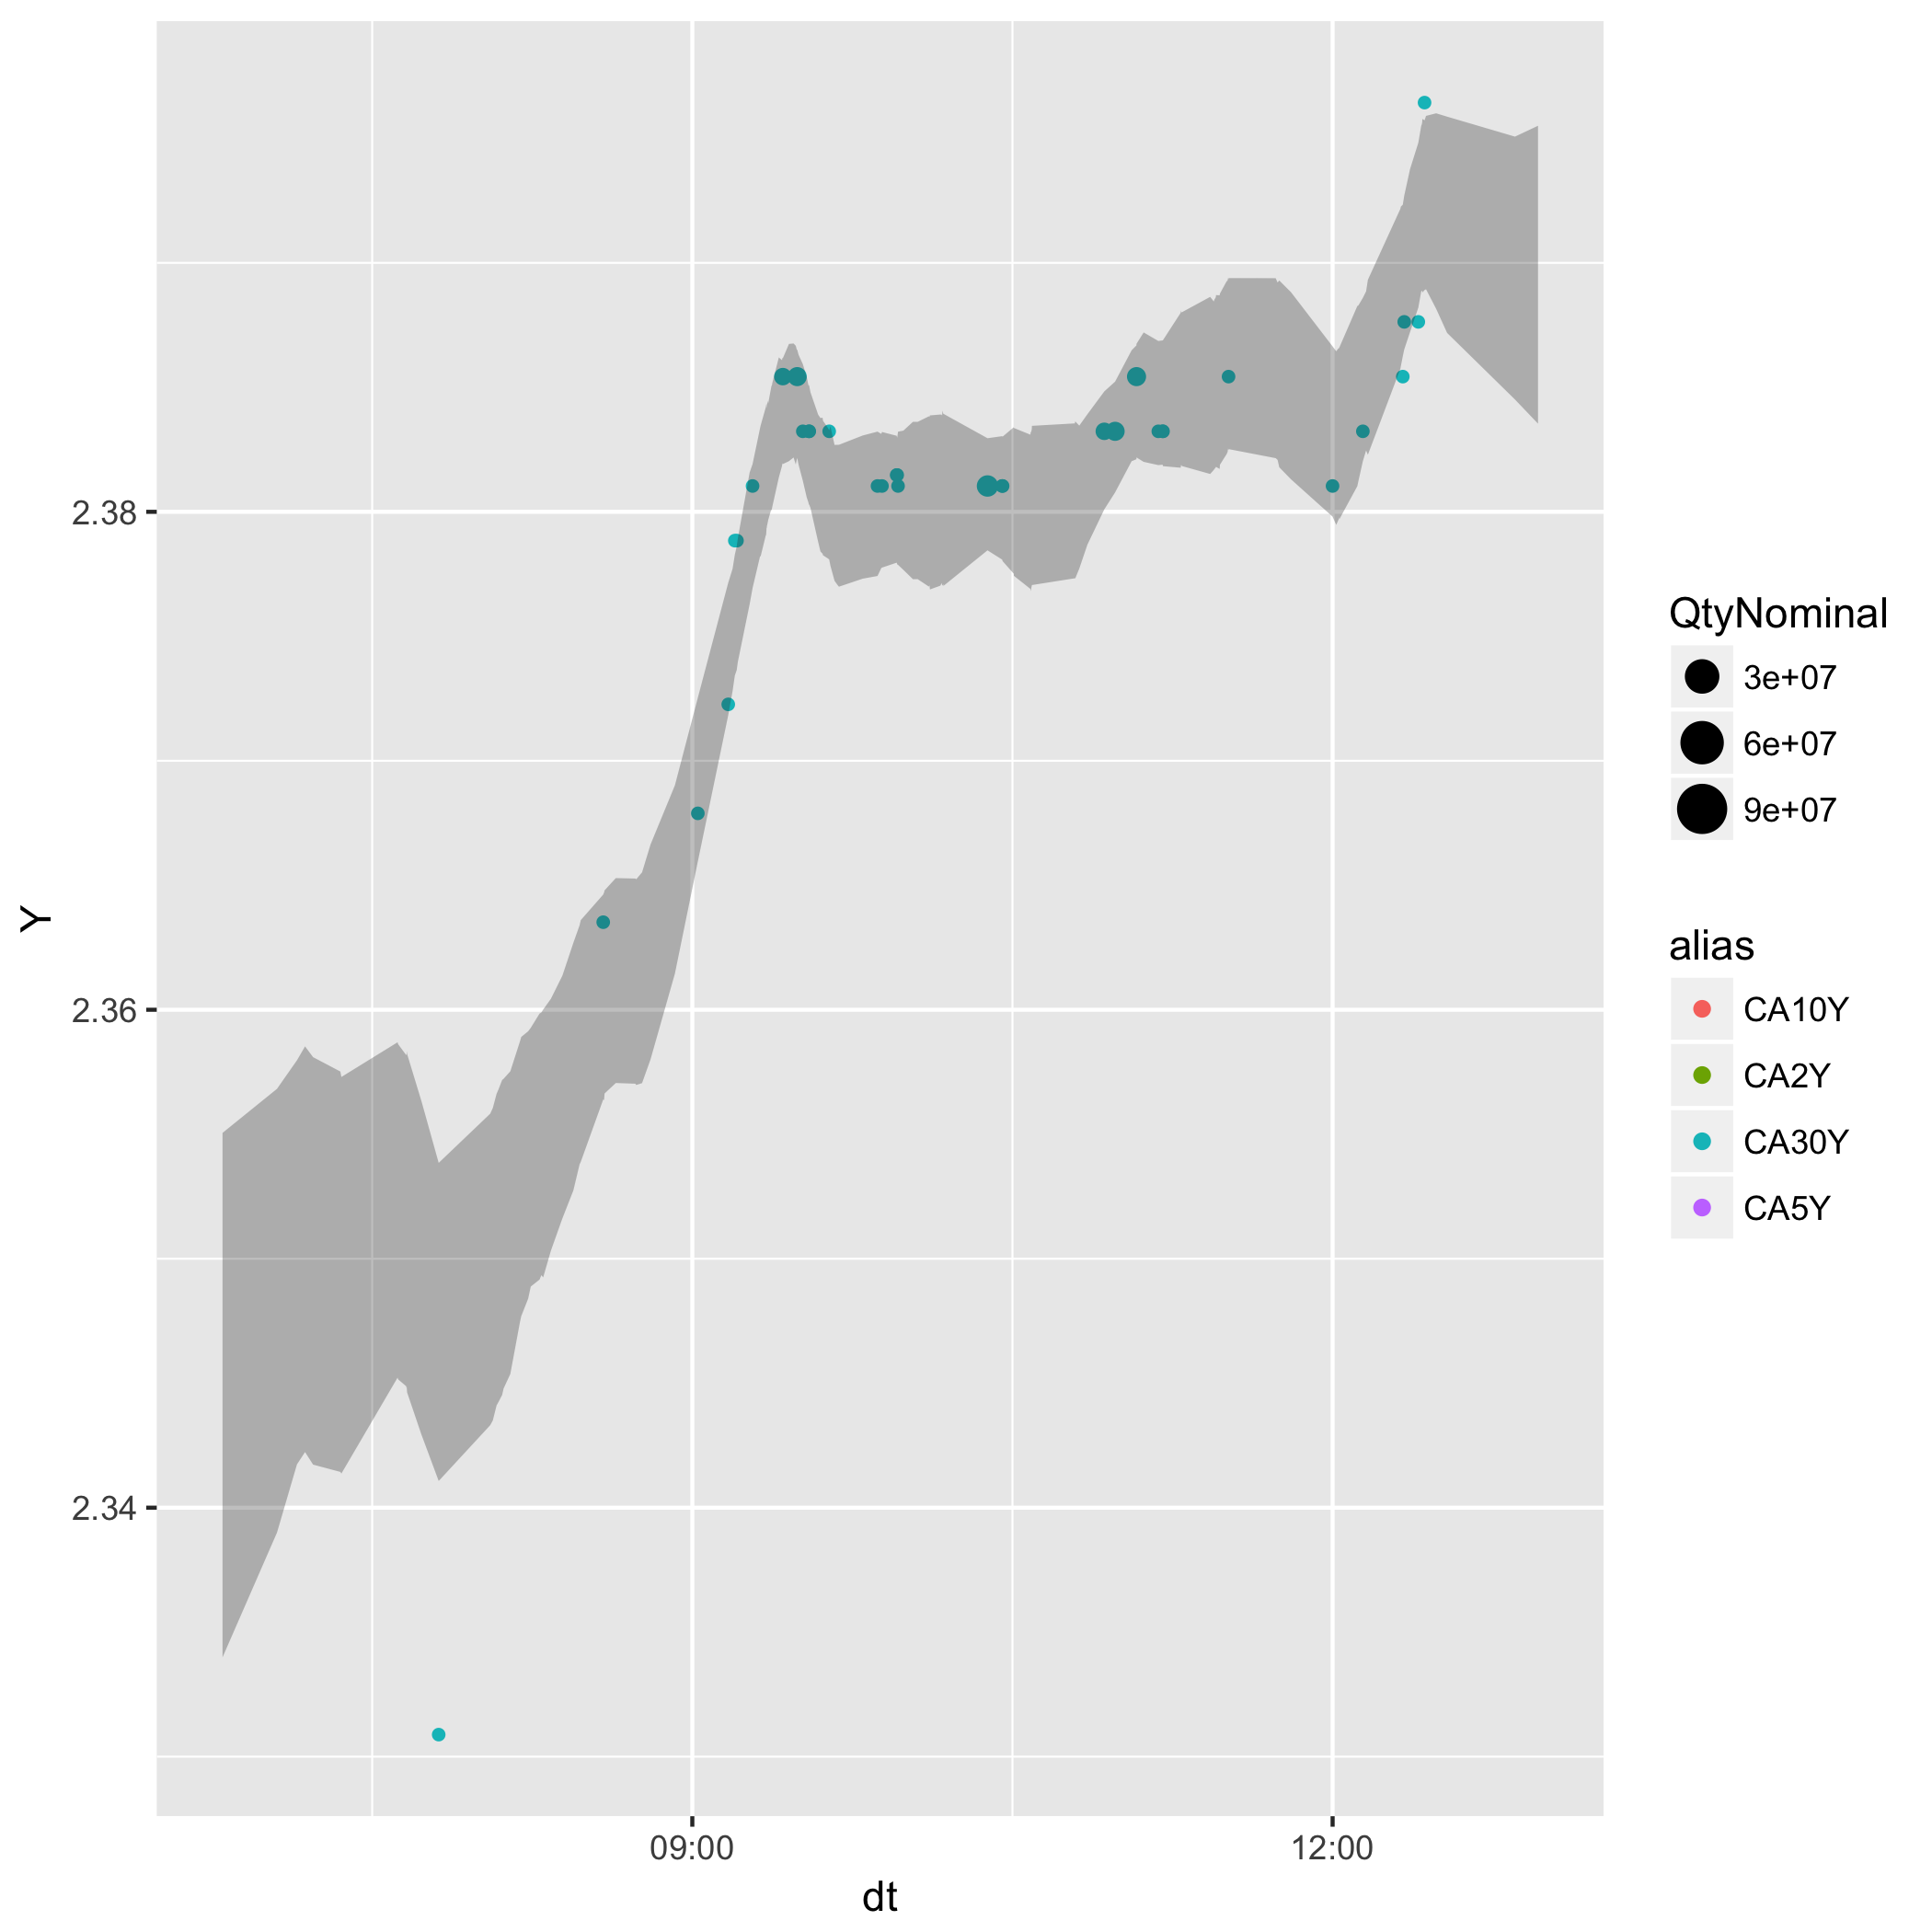 Y
2.38
2.36
2.34
09:00
12:00
dt
QtyNominal
3e+07
6e+07
9e+07
alias
CA10Y
CA2Y
CA30Y
CA5Y